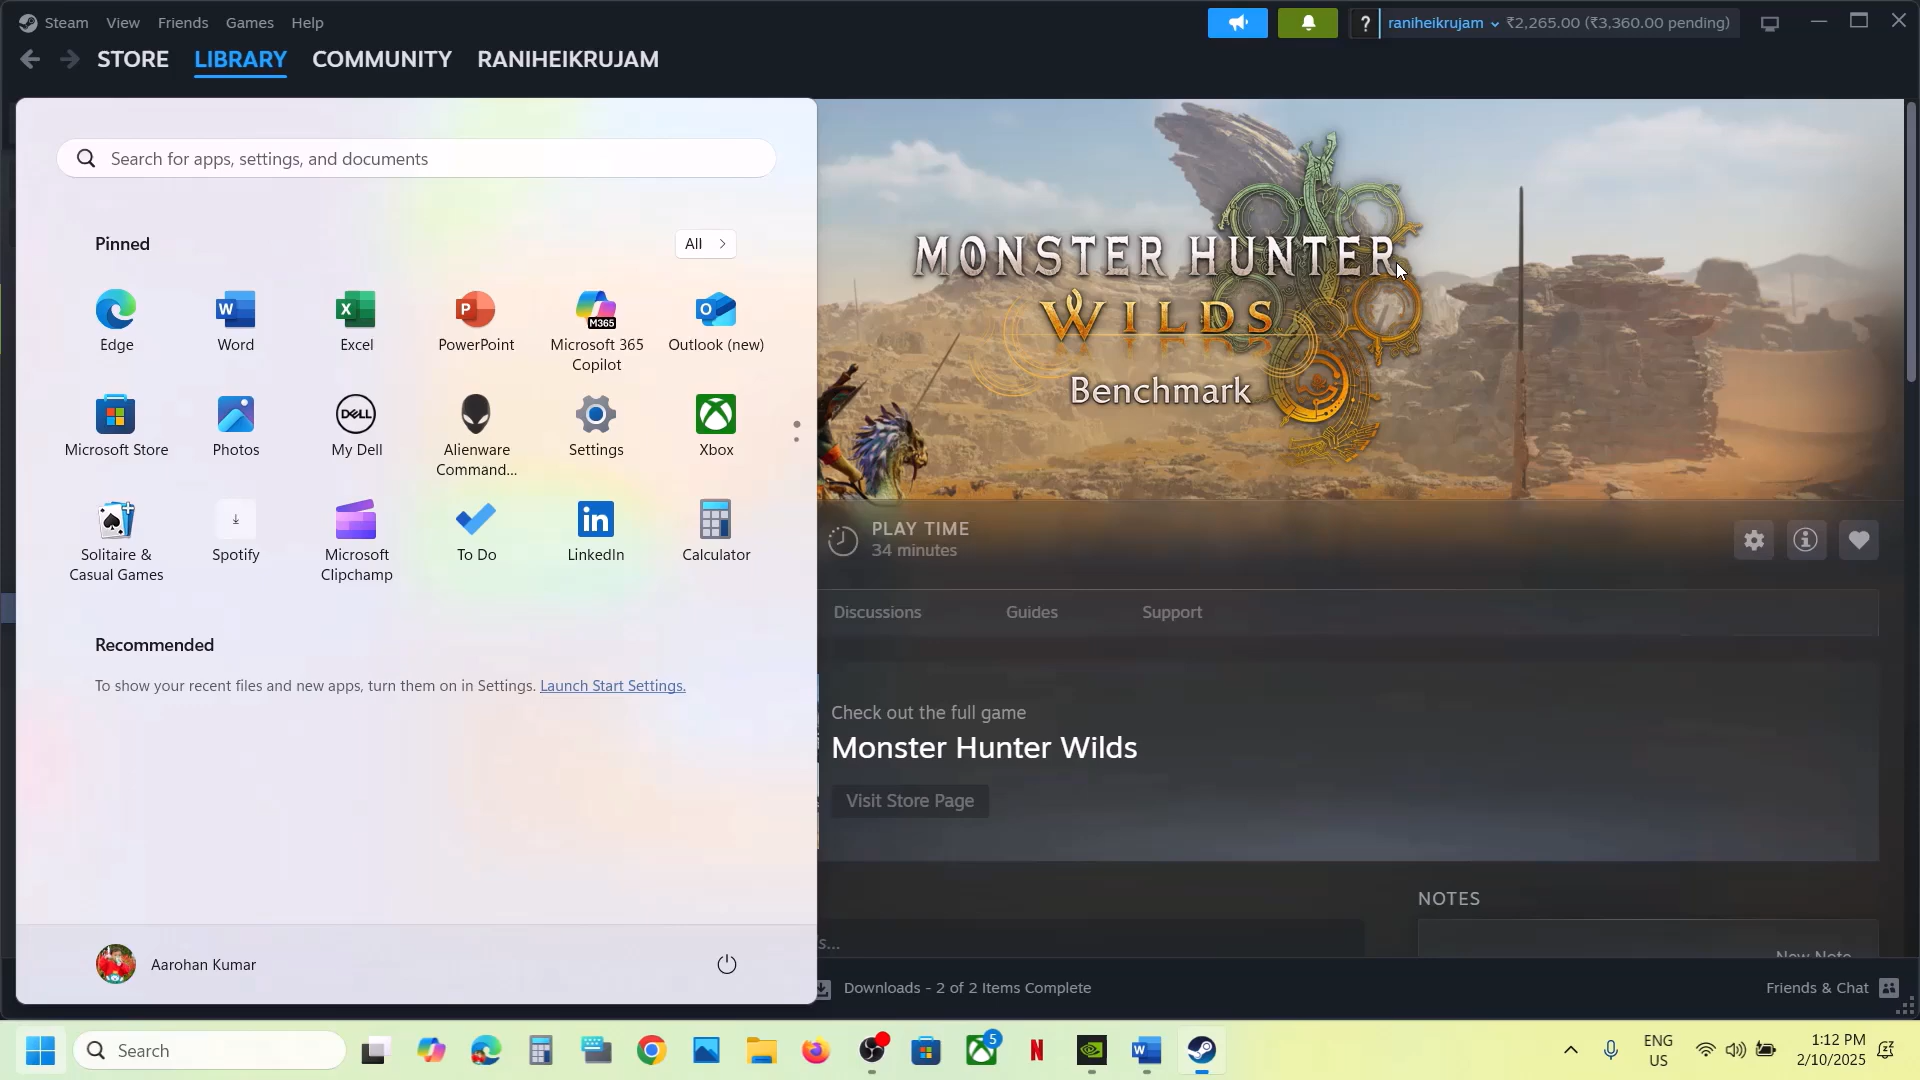 Steam View Friends Games Help
raniheikrujam ₹2,265.00 (₹3,360.00 pending)
STORE LIBRARY COMMUNITY RANIHEIKRUJAM
Search for apps, settings, and documents
Pinned
All
Edge
Word
Excel
PowerPoint
M365
Microsoft 365 Copilot
Outlook (new)
Microsoft Store
Photos
DELL
My Dell
Alienware Command...
Settings
Xbox
Solitaire & Casual Games
Spotify
Microsoft Clipchamp
To Do
LinkedIn
Calculator
Recommended
To show your recent files and new apps, turn them on in Settings. Launch Start Settings.
Aarohan Kumar
MONSTER HUNTER
WILDS
Benchmark
PLAY TIME
34 minutes
Discussions Guides Support
Check out the full game
Monster Hunter Wilds
Visit Store Page
NOTES
s...
New Note
Downloads - 2 of 2 Items Complete
Friends & Chat
Search
5
ENG
US
1:12 PM
2/10/2025